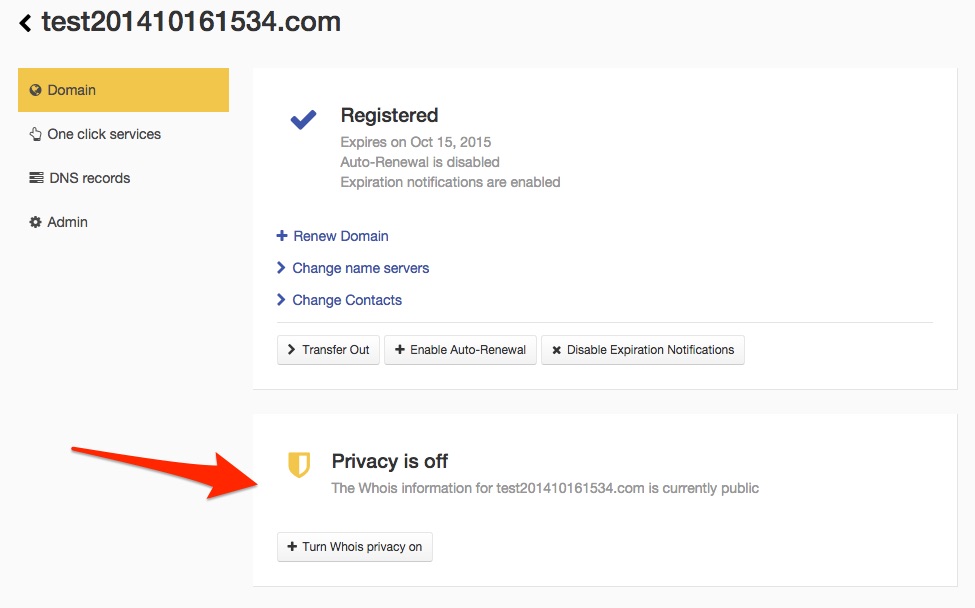 test201410161534.com
Domain
One click services
DNS records
Admin
Registered
Expires on Oct 15, 2015
Auto-Renewal is disabled
Expiration notifications are enabled
Renew Domain
Change name servers
Change Contacts
Transfer Out Enable Auto-Renewal Disable Expiration Notifications
Privacy is off
The Whois information for test201410161534.com is currently public
Turn Whois privacy on